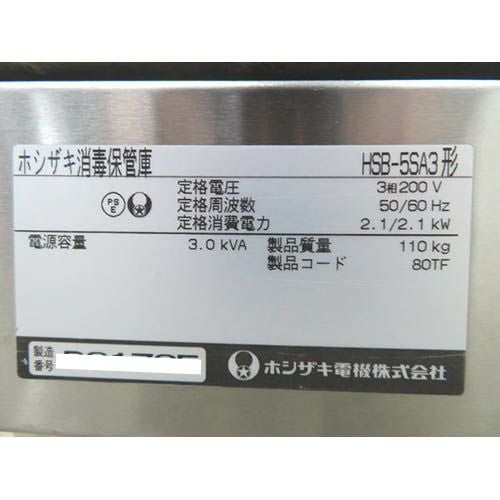 ホシザキ消毒保管庫 HSB-5SA3形
PS
E
定格電圧 3相200 V
定格周波数 50/60 Hz
定格消費電力 2.1/2.1 kW
電源容量 3.0 kVA 製品質量 110 kg
製品コード 80TF
製造
番号
ホシザキ電機株式会社